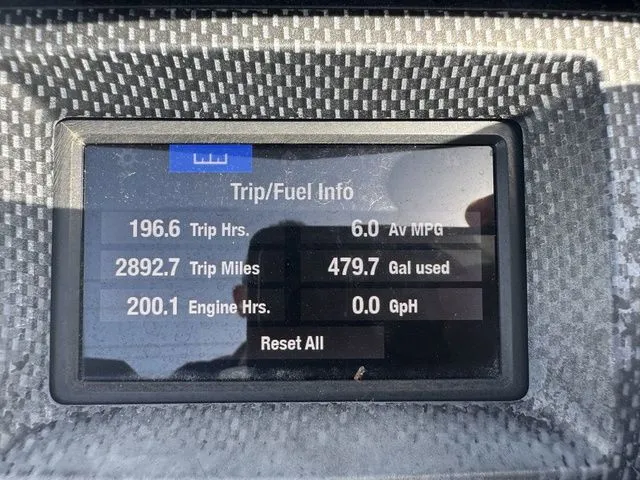 Trip/Fuel Info
196.6 Trip Hrs.
6.0 Av MPG
2892.7 Trip Miles
479.7 Gal used
200.1 Engine Hrs.
0.0 GpH
Reset All